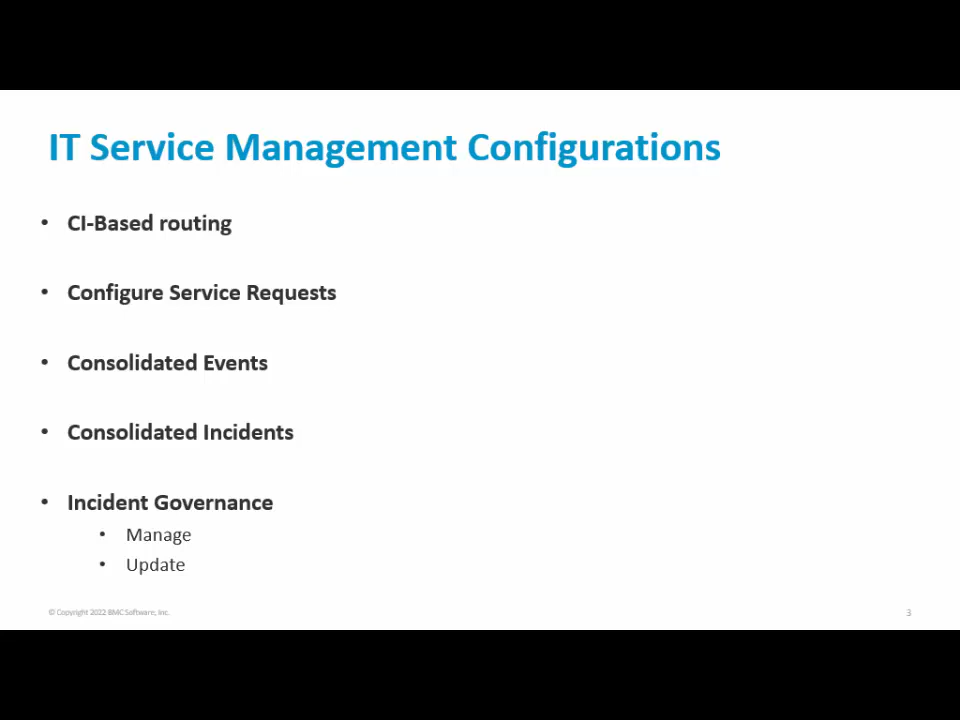 IT Service Management Configurations
• CI-Based routing
• Configure Service Requests
• Consolidated Events
• Consolidated Incidents
• Incident Governance
• Manage
• Update
© Copyright 2022 BMC Software, Inc.
3